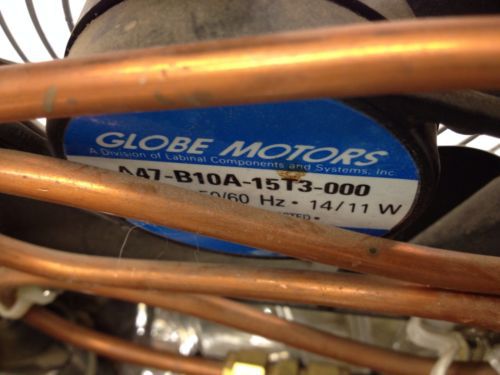 GLOBE MOTORS
A Division of Labinal Components and Systems, Inc
A47-B10A-15T3-000
50/60 Hz · 14/11 W